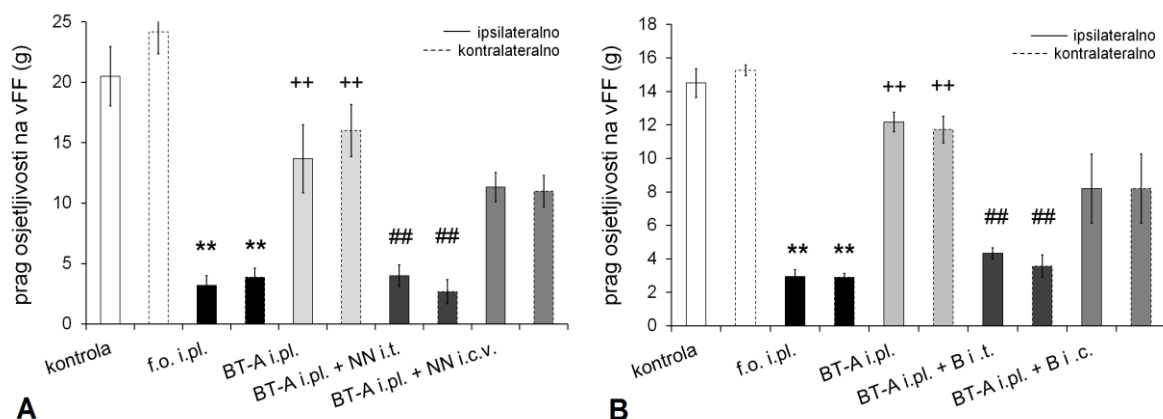 prag osjetljivosti na vFF (g)
25
20
15
10
5
0
ipsilateralno
kontralateralno
**
**
++
++
##
##
kontrola
f.o. i.pl.
BT-A i.pl.
BT-A i.pl. + NN i.t.
BT-A i.pl. + NN i.c.v.
A
prag osjetljivosti na vFF (g)
18
16
14
12
10
8
6
4
2
0
ipsilateralno
kontralateralno
**
**
++
++
##
##
kontrola
f.o. i.pl.
BT-A i.pl.
BT-A i.pl. + B i .t.
BT-A i.pl. + B i .c.
B